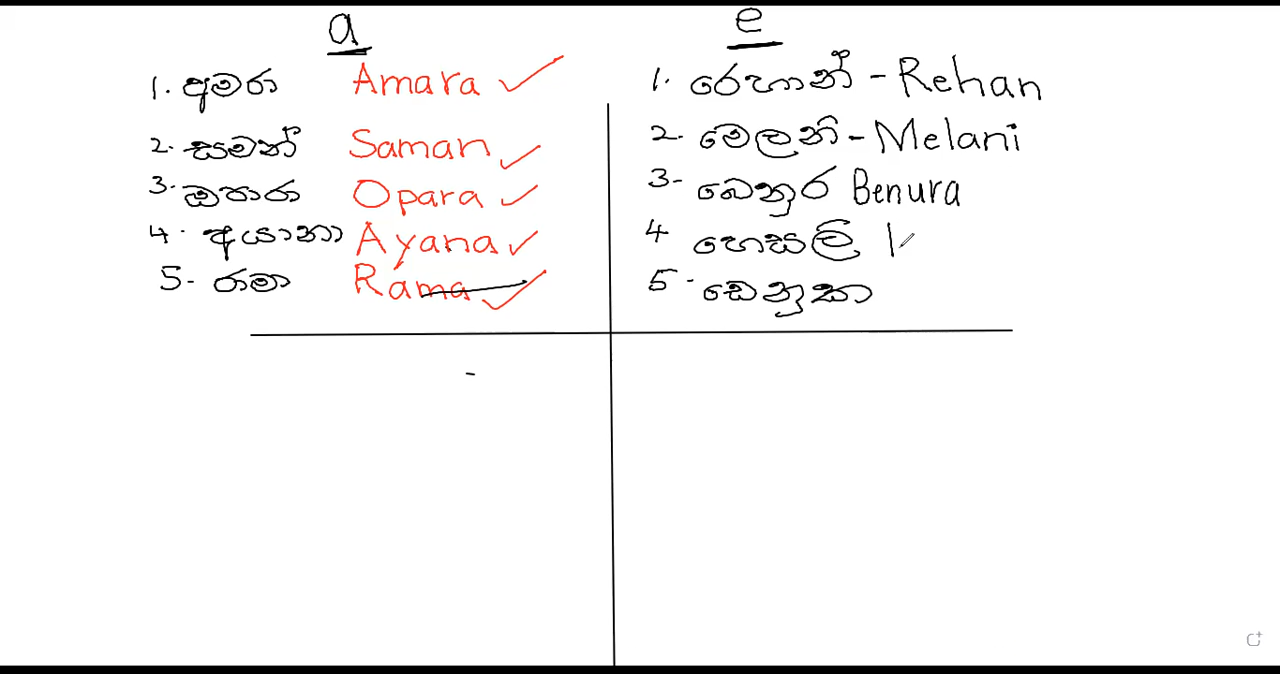 a
1. අමරා Amara
2. සමන් Saman
3- ඔපාරා Opara
4. අයානා Ayana
5- රාමා Rama
e
1. රෙහාන් - Rehan
2. මෙලනි - Melani
3- බෙනුර Benura
4 හෙසලි
5- ඩෙනුකා